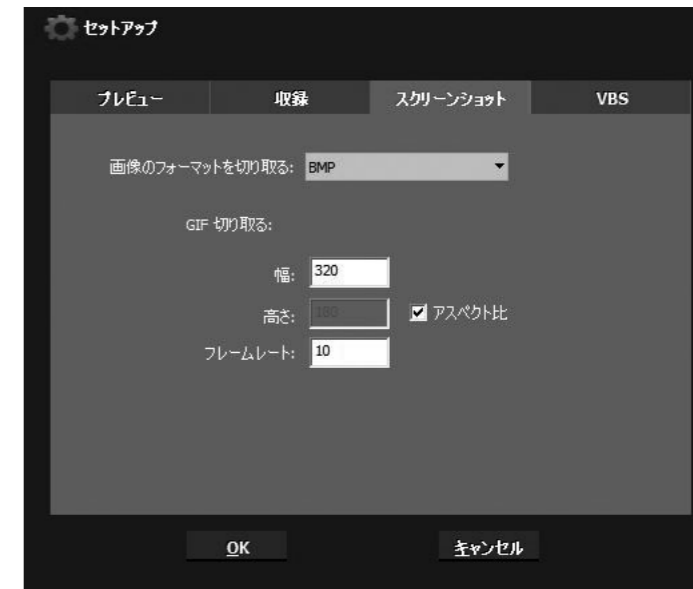 セットアップ
プレビュー 収録 スクリーンショット VBS
画像のフォーマットを切り取る: BMP
GIF 切り取る:
幅: 320
高さ: 180 アスペクト比
フレームレート: 10
OK キャンセル